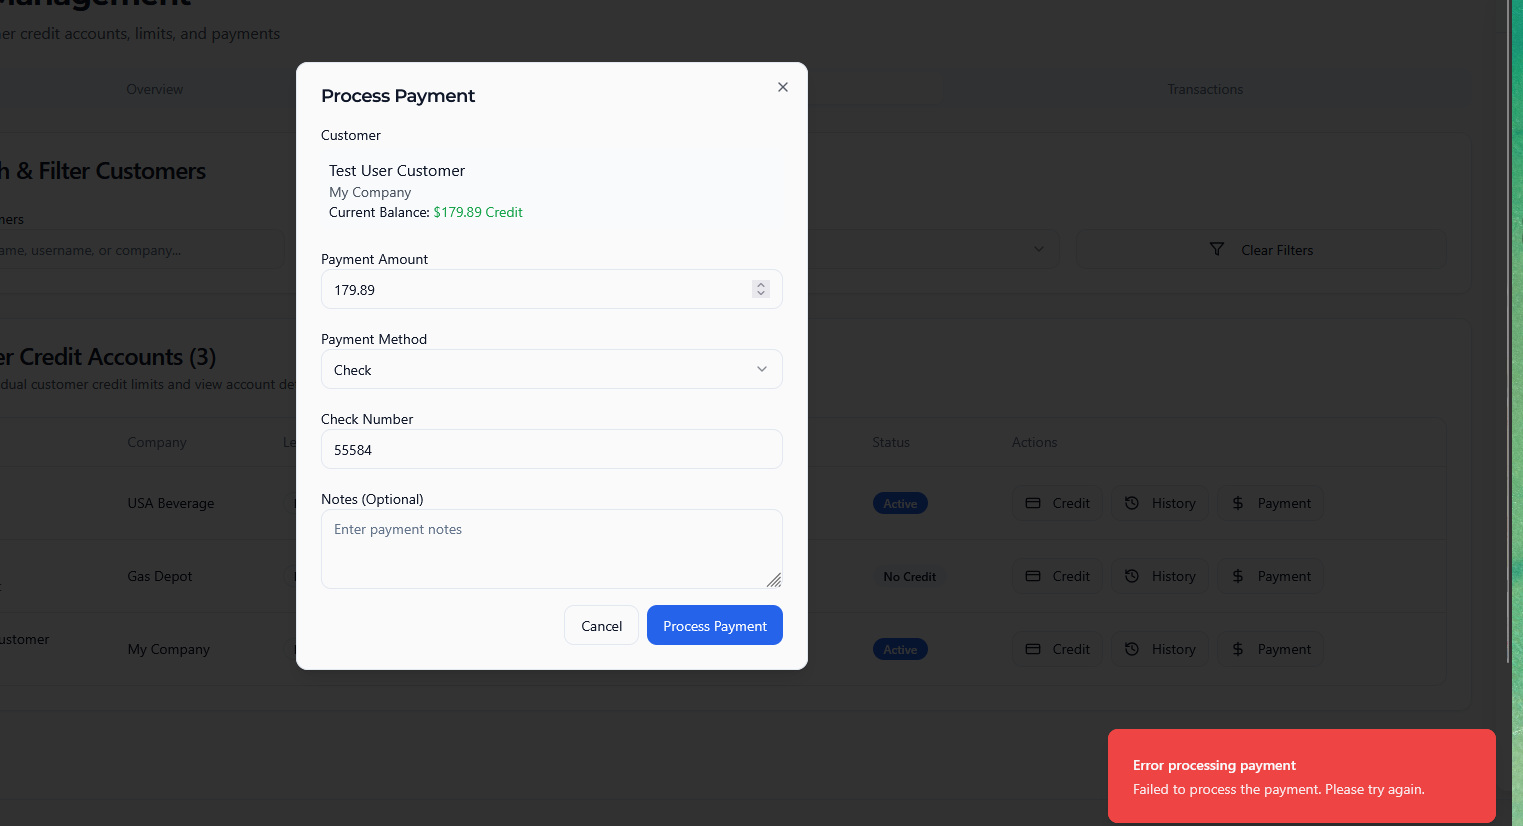 Management
er credit accounts, limits, and payments
Overview
Transactions
Process Payment
Customer
Test User Customer
My Company
Current Balance: $179.89 Credit
Payment Amount
179.89
Payment Method
Check
Check Number
55584
Notes (Optional)
Enter payment notes
Cancel
Process Payment
h & Filter Customers
mers
ame, username, or company...
Clear Filters
er Credit Accounts (3)
dual customer credit limits and view account de
Company
Le
Status
Actions
USA Beverage
Active
Credit
History
Payment
Gas Depot
No Credit
Credit
History
Payment
ustomer
My Company
Active
Credit
History
Payment
Error processing payment
Failed to process the payment. Please try again.